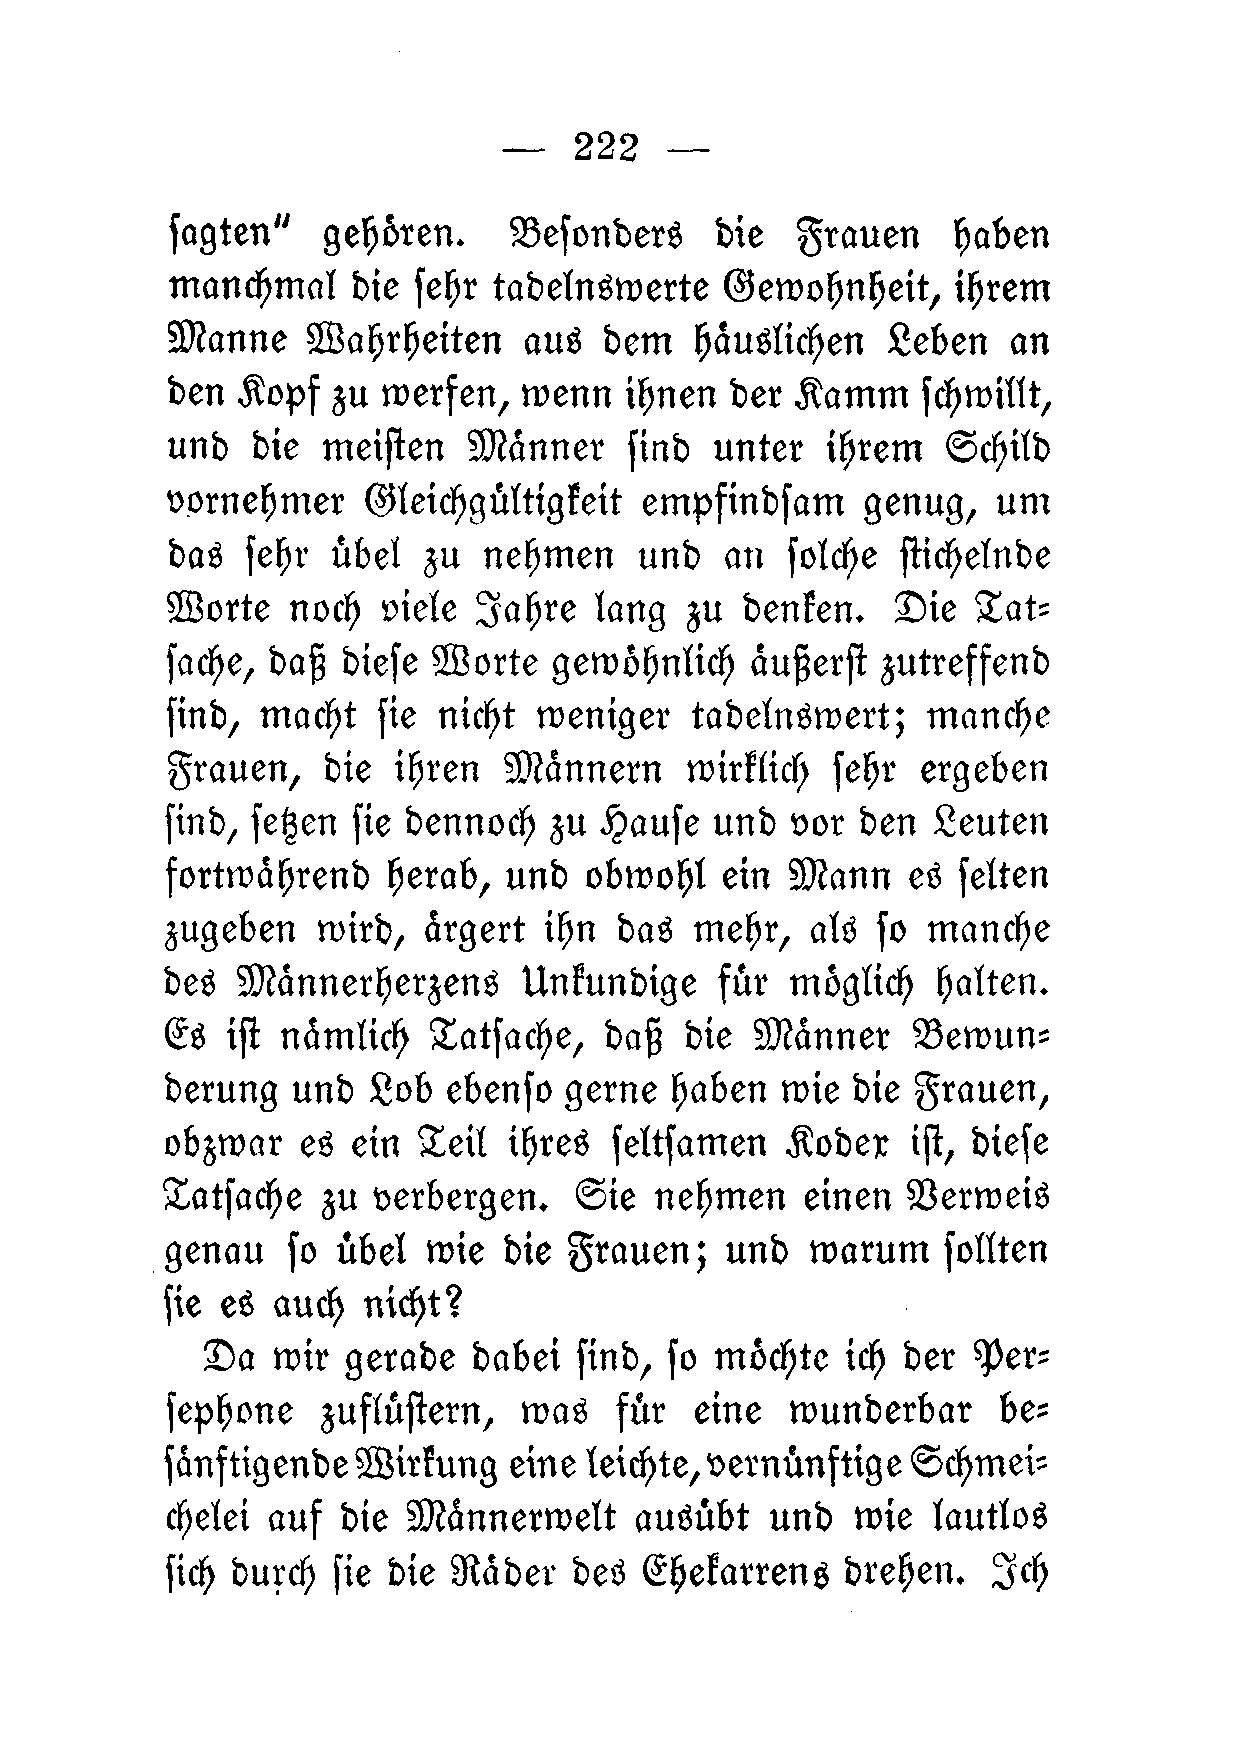 — 222 —
sagten" gehören. Besonders die Frauen haben
manchmal die sehr tadelnswerte Gewohnheit, ihrem
Manne Wahrheiten aus dem häuslichen Leben an
den Kopf zu werfen, wenn ihnen der Kamm schwillt,
und die meisten Männer sind unter ihrem Schild
vornehmer Gleichgültigkeit empfindsam genug, um
das sehr übel zu nehmen und an solche stichelnde
Worte noch viele Jahre lang zu denken. Die Tat=
sache, daß diese Worte gewöhnlich äußerst zutreffend
sind, macht sie nicht weniger tadelnswert; manche
Frauen, die ihren Männern wirklich sehr ergeben
sind, setzen sie dennoch zu Hause und vor den Leuten
fortwährend herab, und obwohl ein Mann es selten
zugeben wird, ärgert ihn das mehr, als so manche
des Männerherzens Unkundige für möglich halten.
Es ist nämlich Tatsache, daß die Männer Bewun=
derung und Lob ebenso gerne haben wie die Frauen,
obzwar es ein Teil ihres seltsamen Kodex ist, diese
Tatsache zu verbergen. Sie nehmen einen Verweis
genau so übel wie die Frauen; und warum sollten
sie es auch nicht?
Da wir gerade dabei sind, so möchte ich der Per=
sephone zuflüstern, was für eine wunderbar be=
sänftigende Wirkung eine leichte, vernünftige Schmei=
chelei auf die Männerwelt ausübt und wie lautlos
sich durch sie die Räder des Ehekarrens drehen. Ich